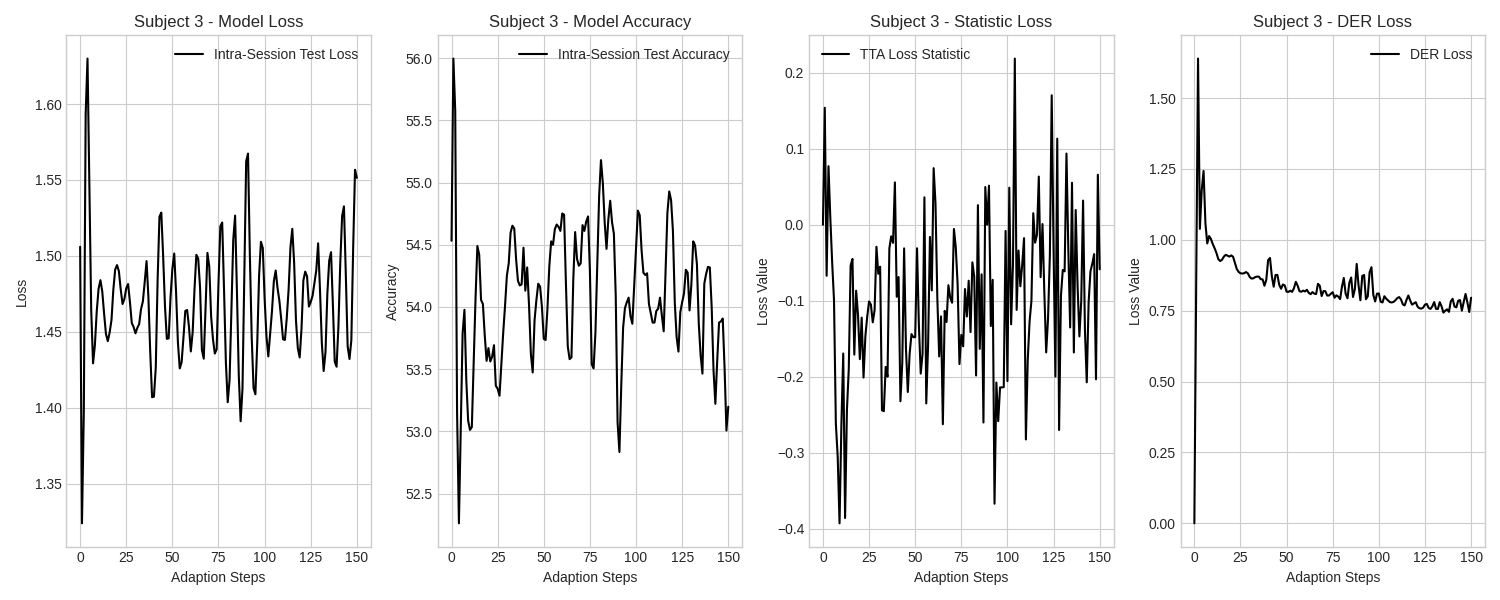 Subject 3 - Model Loss
Intra-Session Test Loss
Loss
1.60
1.55
1.50
1.45
1.40
1.35
0 25 50 75 100 125 150
Adaption Steps
Subject 3 - Model Accuracy
Intra-Session Test Accuracy
Accuracy
56.0
55.5
55.0
54.5
54.0
53.5
53.0
52.5
0 25 50 75 100 125 150
Adaption Steps
Subject 3 - Statistic Loss
TTA Loss Statistic
Loss Value
0.2
0.1
0.0
−0.1
−0.2
−0.3
−0.4
0 25 50 75 100 125 150
Adaption Steps
Subject 3 - DER Loss
DER Loss
Loss Value
1.50
1.25
1.00
0.75
0.50
0.25
0.00
0 25 50 75 100 125 150
Adaption Steps